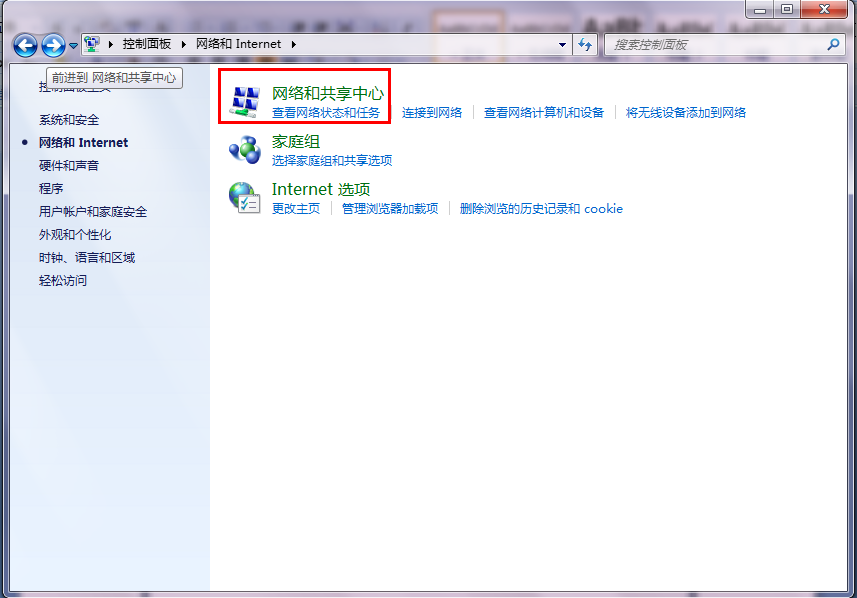 控制面板 网络和 Internet
搜索控制面板
前进到 网络和共享中心
系统和安全
网络和 Internet
硬件和声音
程序
用户帐户和家庭安全
外观和个性化
时钟、语言和区域
轻松访问
网络和共享中心
查看网络状态和任务 连接到网络 查看网络计算机和设备 将无线设备添加到网络
家庭组
选择家庭组和共享选项
Internet 选项
更改主页 管理浏览器加载项 删除浏览的历史记录和 cookie